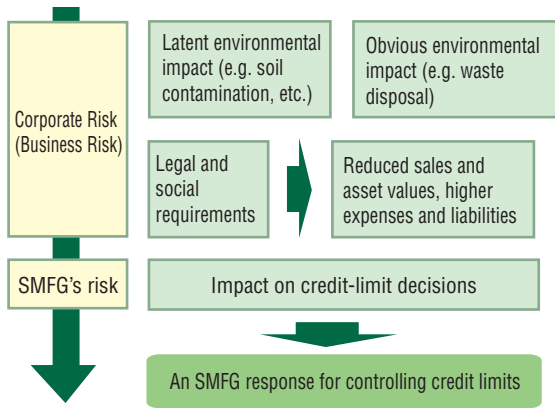 Corporate Risk
(Business Risk)
Latent environmental
impact (e.g. soil
contamination, etc.)
Obvious environmental
impact (e.g. waste
disposal)
Legal and
social
requirements
Reduced sales and
asset values, higher
expenses and liabilities
SMFG's risk
Impact on credit-limit decisions
An SMFG response for controlling credit limits